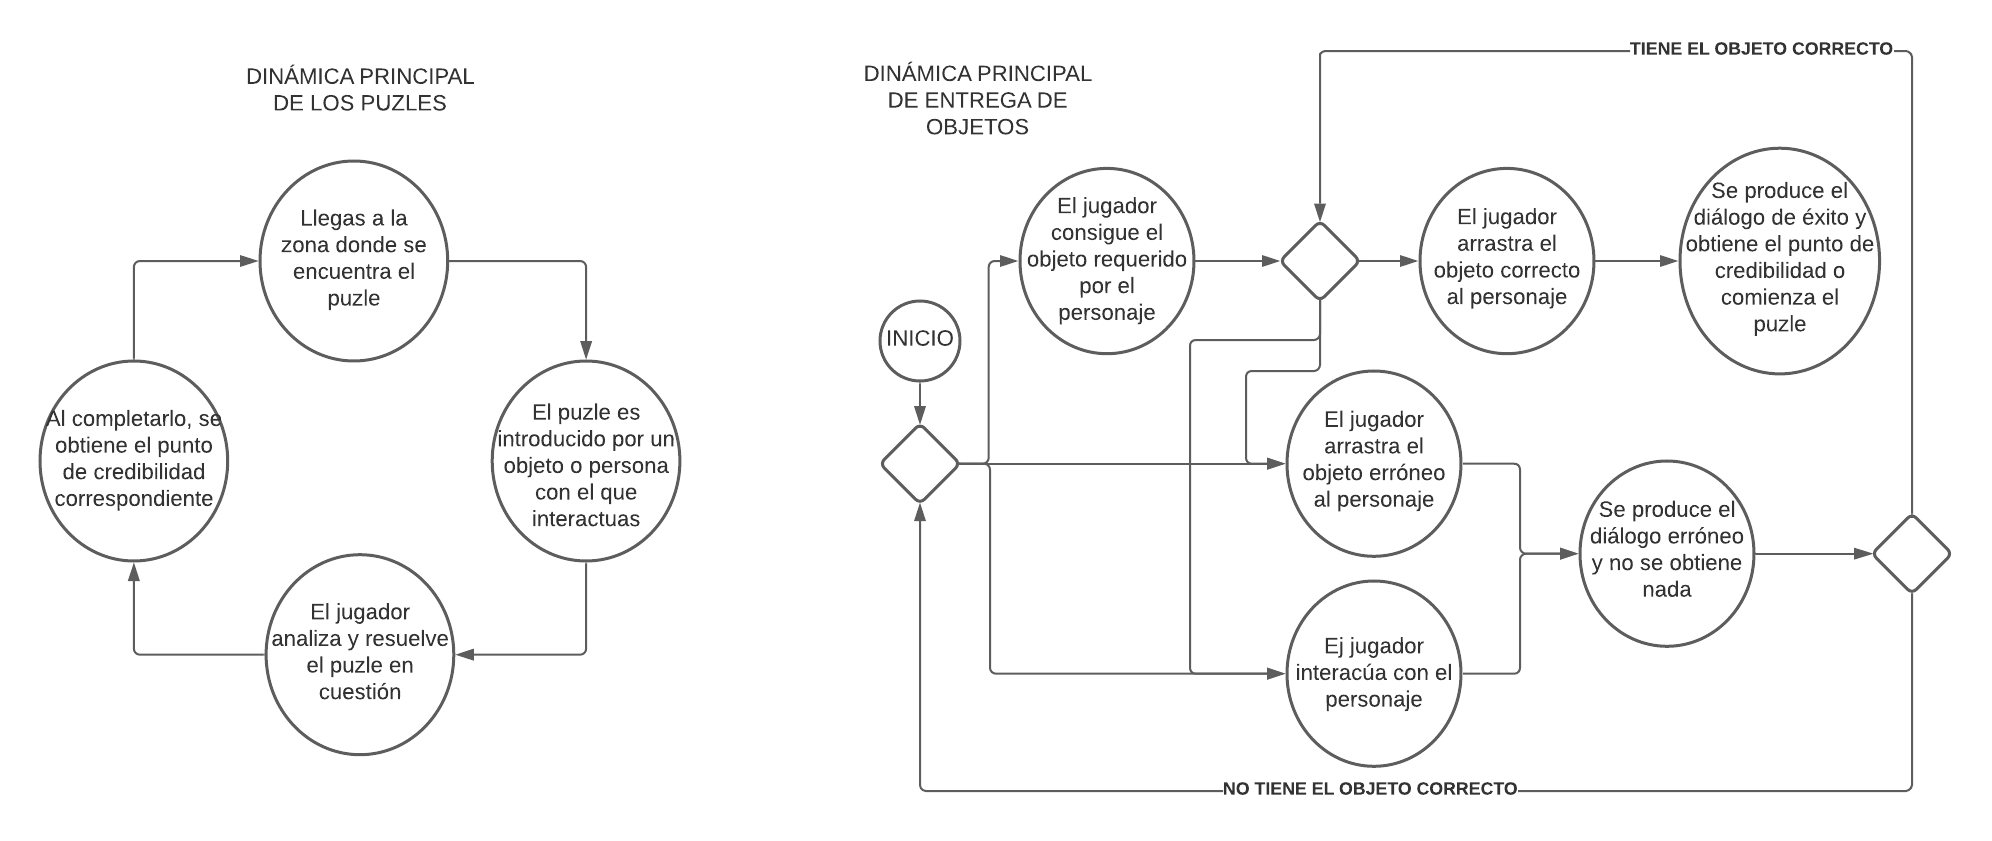 DINÁMICA PRINCIPAL
DE LOS PUZLES
Llegas a la
zona donde se
encuentra el
puzle
El puzle es
introducido por un
objeto o persona
con el que
interactuas
El jugador
analiza y resuelve
el puzle en
cuestión
Al completarlo, se
obtiene el punto
de credibilidad
correspondiente
DINÁMICA PRINCIPAL
DE ENTREGA DE
OBJETOS
INICIO
El jugador
consigue el
objeto requerido
por el
personaje
El jugador
arrastra el
objeto correcto
al personaje
Se produce el
diálogo de éxito y
obtiene el punto de
credibilidad o
comienza el
puzle
El jugador
arrastra el
objeto erróneo
al personaje
Ej jugador
interacúa con el
personaje
Se produce el
diálogo erróneo
y no se obtiene
nada
TIENE EL OBJETO CORRECTO
NO TIENE EL OBJETO CORRECTO